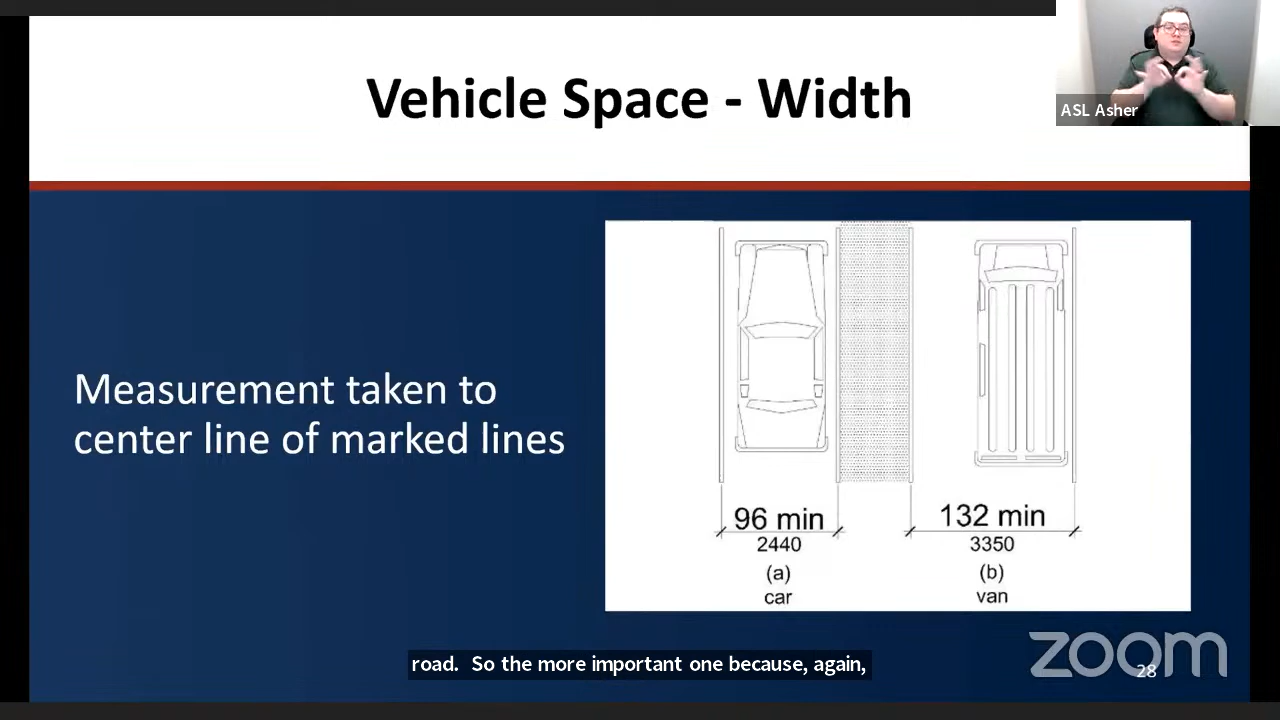 Vehicle Space - Width
ASL Asher
Measurement taken to
center line of marked lines
96 min
2440
(a)
car
132 min
3350
(b)
van
road. So the more important one because, again,
zoom
28